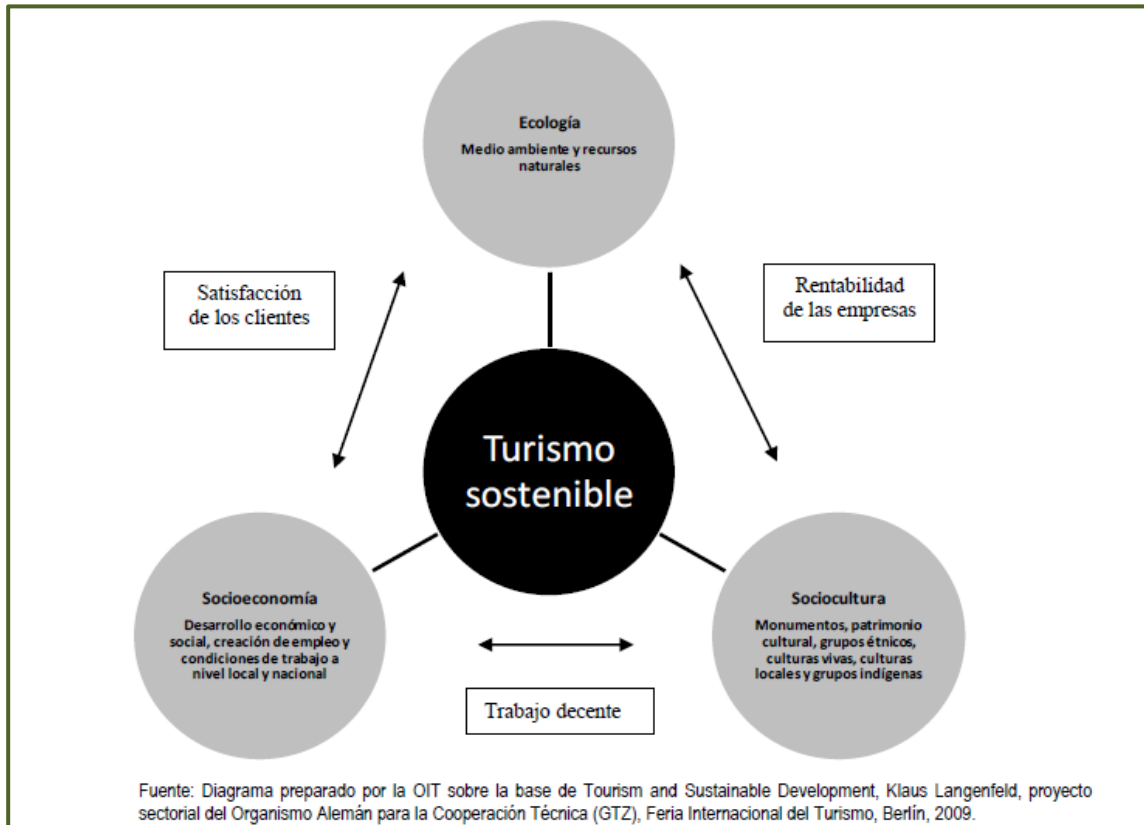 Ecología
Medio ambiente y recursos
naturales
Satisfacción
de los clientes
Rentabilidad
de las empresas
Turismo
sostenible
Socioeconomía
Desarrollo económico y
social, creación de empleo y
condiciones de trabajo a
nivel local y nacional
Sociocultura
Monumentos, patrimonio
cultural, grupos étnicos,
culturas vivas, culturas
locales y grupos indígenas
Trabajo decente
Fuente: Diagrama preparado por la OIT sobre la base de Tourism and Sustainable Development, Klaus Langenfeld, proyecto
sectorial del Organismo Alemán para la Cooperación Técnica (GTZ), Feria Internacional del Turismo, Berlín, 2009.